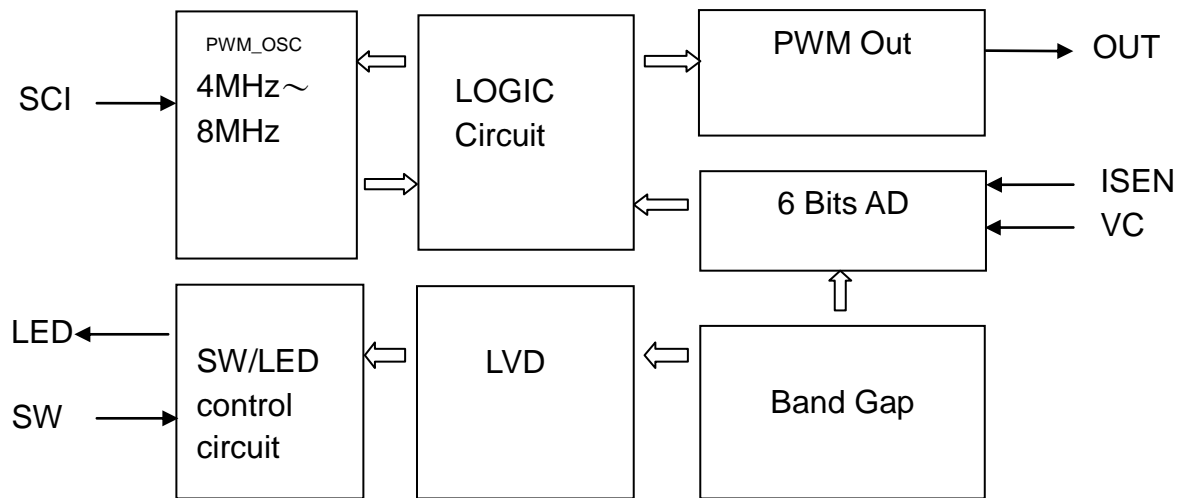 PWM_OSC
4MHz～
8MHz
SCI
LOGIC
Circuit
PWM Out
OUT
6 Bits AD
ISEN
VC
LED
SW
SW/LED
control
circuit
LVD
Band Gap